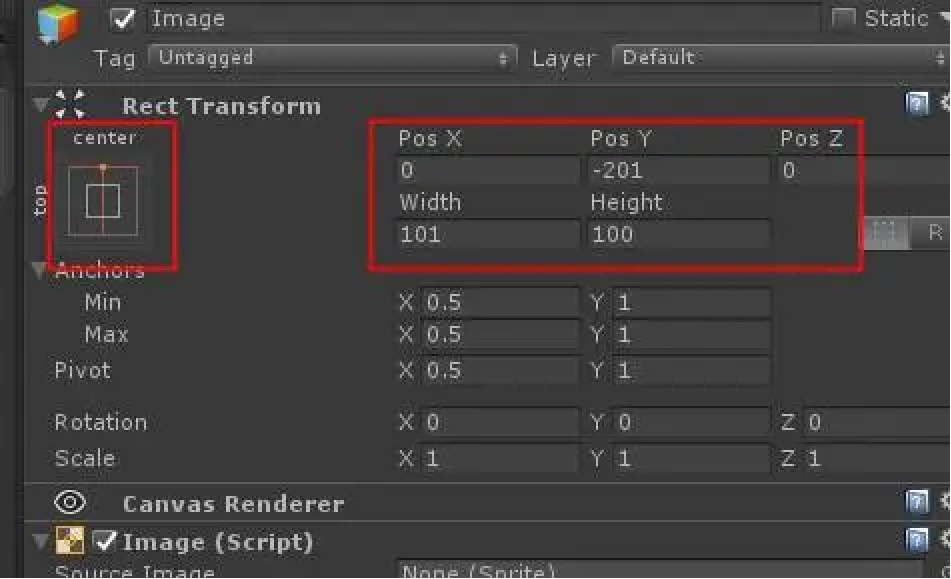 Image Static
Tag Untagged Layer Default
Rect Transform
center
top
Pos X Pos Y Pos Z
0 -201 0
Width Height
101 100
R
Anchors
Min X 0.5 Y 1
Max X 0.5 Y 1
Pivot X 0.5 Y 1
Rotation X 0 Y 0 Z 0
Scale X 1 Y 1 Z 1
Canvas Renderer
Image (Script)
Source Image None (Sprite)